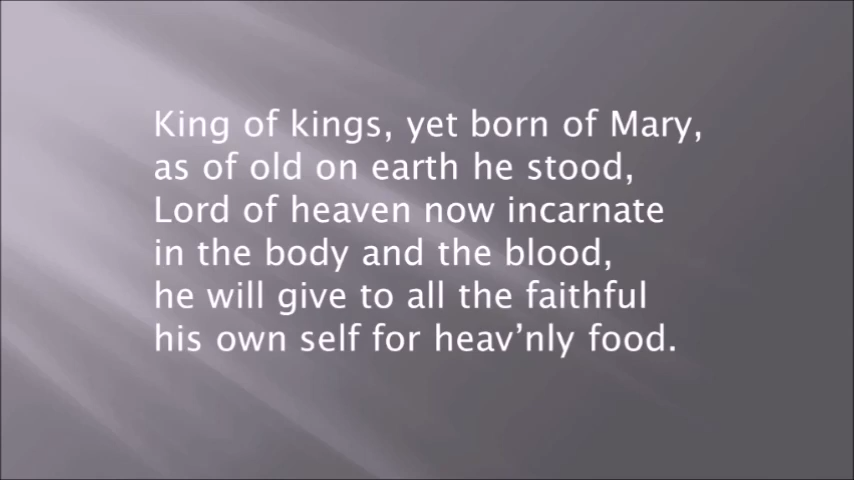 King of kings, yet born of Mary,
as of old on earth he stood,
Lord of heaven now incarnate
in the body and the blood,
he will give to all the faithful
his own self for heav’nly food.